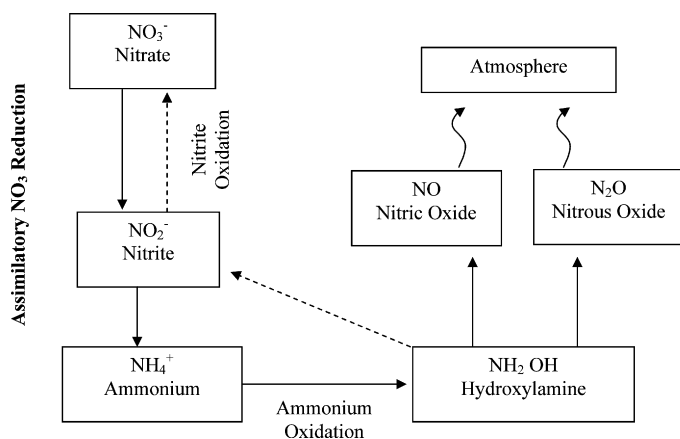 Assimilatory NO₃ Reduction
NO₃⁻
Nitrate
Nitrite
Oxidation
NO₂⁻
Nitrite
NH₄⁺
Ammonium
Ammonium
Oxidation
Atmosphere
NO
Nitric Oxide
N₂O
Nitrous Oxide
NH₂ OH
Hydroxylamine